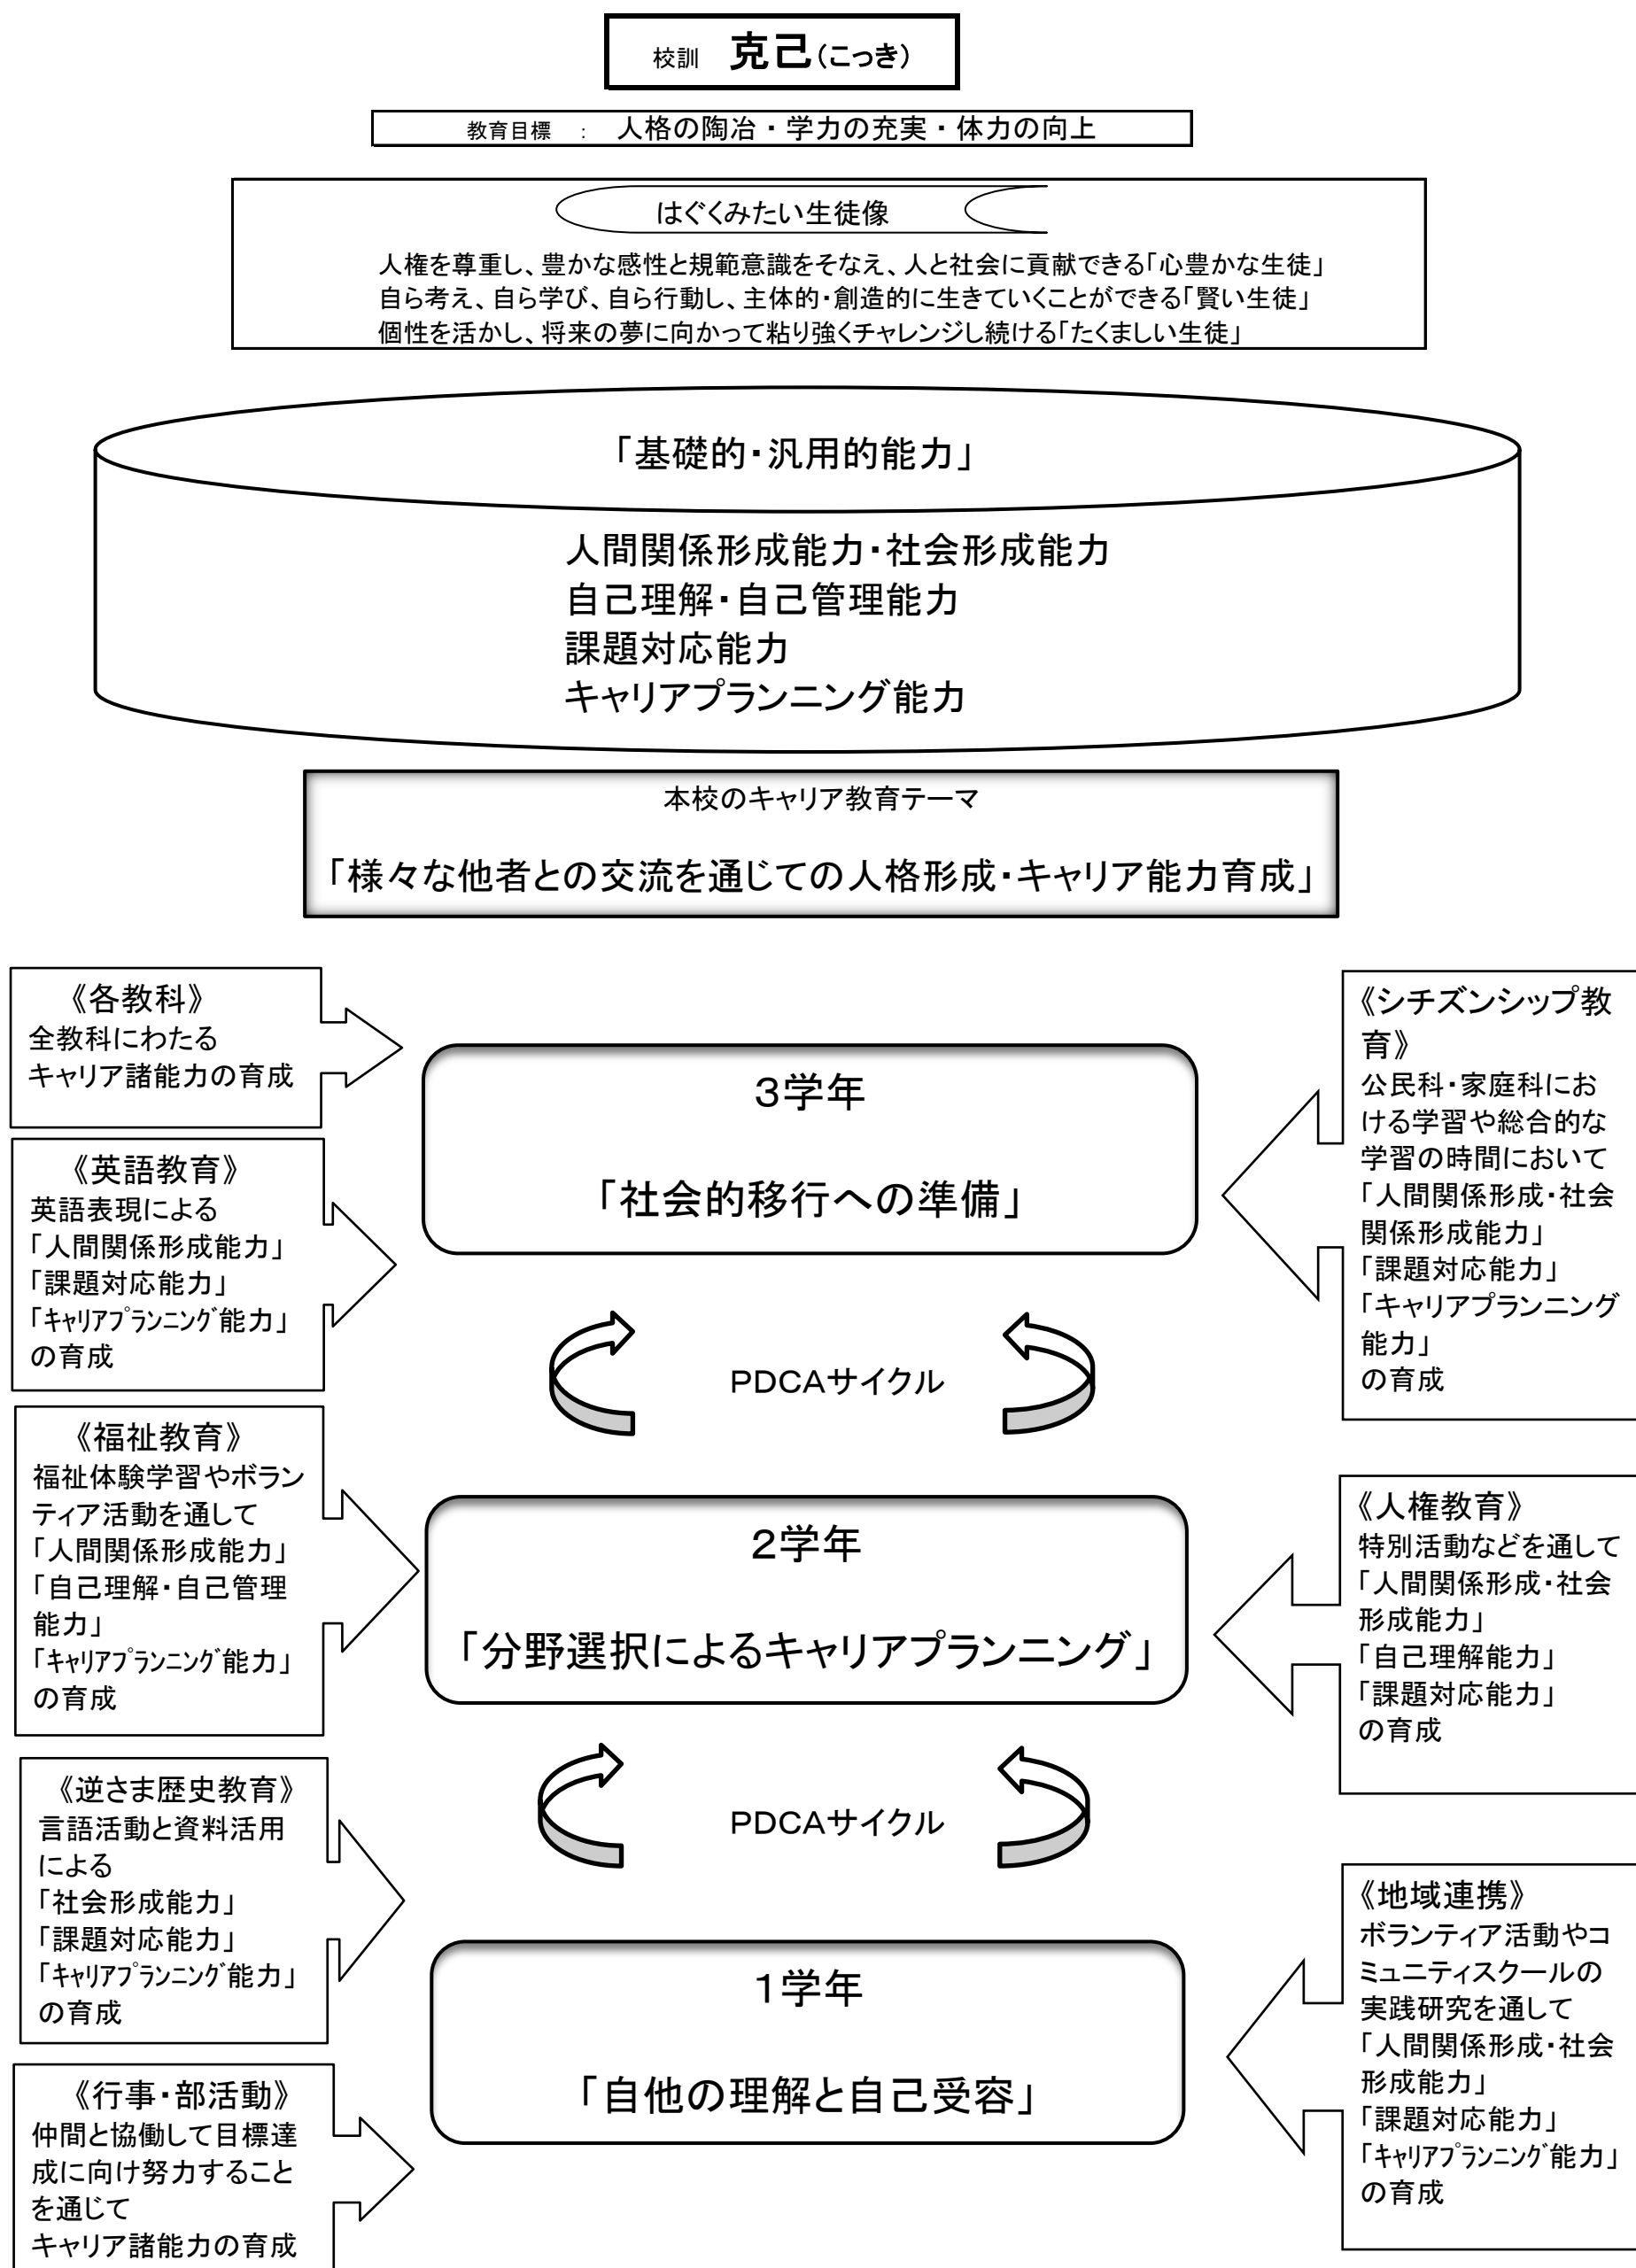 校訓　克己(こっき)
教育目標　:　人格の陶冶・学力の充実・体力の向上
はぐくみたい生徒像
人権を尊重し、豊かな感性と規範意識をそなえ、人と社会に貢献できる「心豊かな生徒」
自ら考え、自ら学び、自ら行動し、主体的・創造的に生きていくことができる「賢い生徒」
個性を活かし、将来の夢に向かって粘り強くチャレンジし続ける「たくましい生徒」
「基礎的・汎用的能力」
人間関係形成能力・社会形成能力
自己理解・自己管理能力
課題対応能力
キャリアプランニング能力
本校のキャリア教育テーマ
「様々な他者との交流を通じての人格形成・キャリア能力育成」
《各教科》
全教科にわたる
キャリア諸能力の育成
《英語教育》
英語表現による
「人間関係形成能力」
「課題対応能力」
「ｷｬﾘｱﾌﾟﾗﾝﾆﾝｸﾞ能力」
の育成
《福祉教育》
福祉体験学習やボラン
ティア活動を通して
「人間関係形成能力」
「自己理解・自己管理
能力」
「ｷｬﾘｱﾌﾟﾗﾝﾆﾝｸﾞ能力」
の育成
《逆さま歴史教育》
言語活動と資料活用
による
「社会形成能力」
「課題対応能力」
「ｷｬﾘｱﾌﾟﾗﾝﾆﾝｸﾞ能力」
の育成
《行事・部活動》
仲間と協働して目標達
成に向け努力すること
を通じて
キャリア諸能力の育成
3学年
「社会的移行への準備」
PDCAサイクル
2学年
「分野選択によるキャリアプランニング」
PDCAサイクル
1学年
「自他の理解と自己受容」
《シチズンシップ教
育》
公民科・家庭科にお
ける学習や総合的な
学習の時間において
「人間関係形成・社会
関係形成能力」
「課題対応能力」
「キャリアプランニング
能力」
の育成
《人権教育》
特別活動などを通して
「人間関係形成・社会
形成能力」
「自己理解能力」
「課題対応能力」
の育成
《地域連携》
ボランティア活動やコ
ミュニティスクールの
実践研究を通して
「人間関係形成・社会
形成能力」
「課題対応能力」
「ｷｬﾘｱﾌﾟﾗﾝﾆﾝｸﾞ能力」
の育成